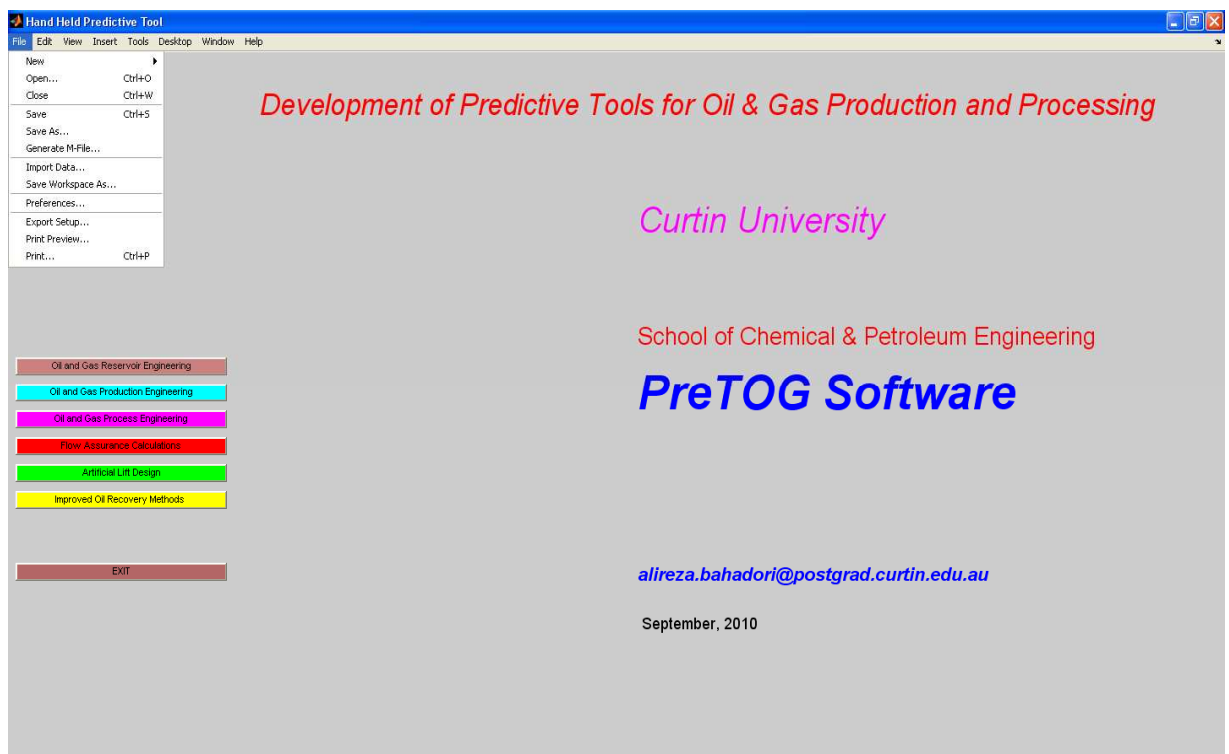 Hand Held Predictive Tool
File Edit View Insert Tools Desktop Window Help
New
Open... Ctrl+O
Close Ctrl+W
Save Ctrl+S
Save As...
Generate M-File...
Import Data...
Save Workspace As...
Preferences...
Export Setup...
Print Preview...
Print... Ctrl+P
Development of Predictive Tools for Oil & Gas Production and Processing
Curtin University
School of Chemical & Petroleum Engineering
PreTOG Software
Oil and Gas Reservoir Engineering
Oil and Gas Production Engineering
Oil and Gas Process Engineering
Flow Assurance Calculations
Artificial Lift Design
Improved Oil Recovery Methods
EXIT
alireza.bahadori@postgrad.curtin.edu.au
September, 2010